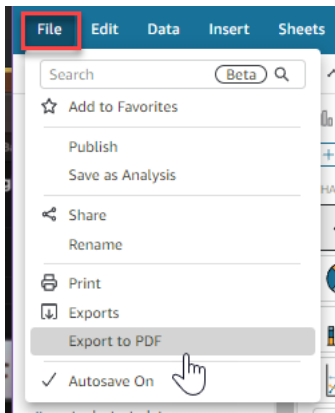 File Edit Data Insert Sheets
Search Beta
Add to Favorites
Publish
Save as Analysis
Share
Rename
Print
Exports
Export to PDF
Autosave On